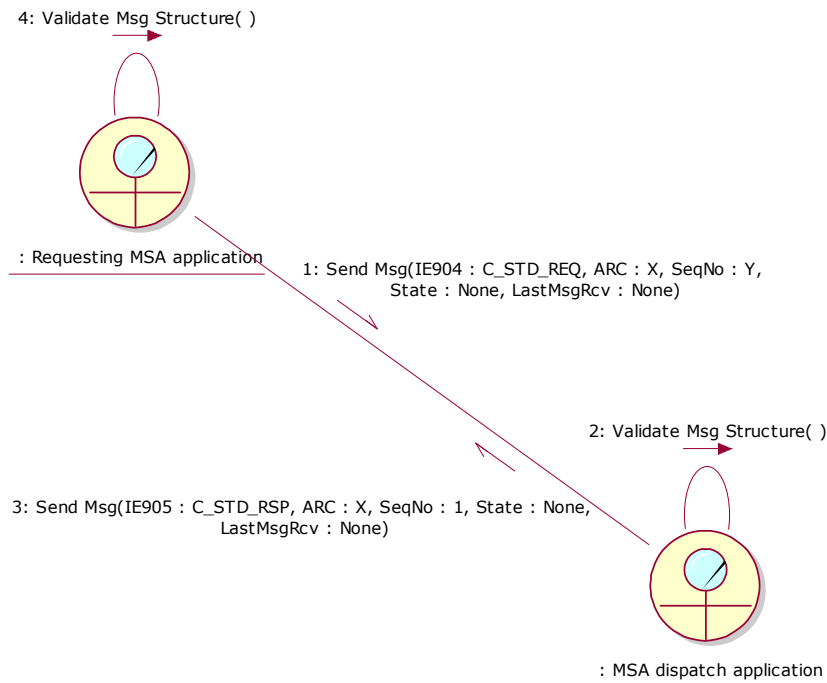 4: Validate Msg Structure( )
: Requesting MSA application
1: Send Msg(IE904 : C_STD_REQ, ARC : X, SeqNo : Y,
State : None, LastMsgRcv : None)
2: Validate Msg Structure( )
3: Send Msg(IE905 : C_STD_RSP, ARC : X, SeqNo : 1, State : None,
LastMsgRcv : None)
: MSA dispatch application